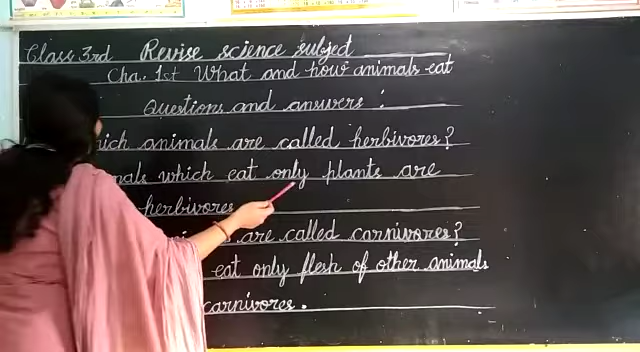 Class 3rd Revise science subject
Cha. 1st What and how animals eat
Questions and answers :
hich animals are called herbivores?
mals which eat only plants are
herbivores
are called carnivores?
eat only flesh of other animals
carnivores.